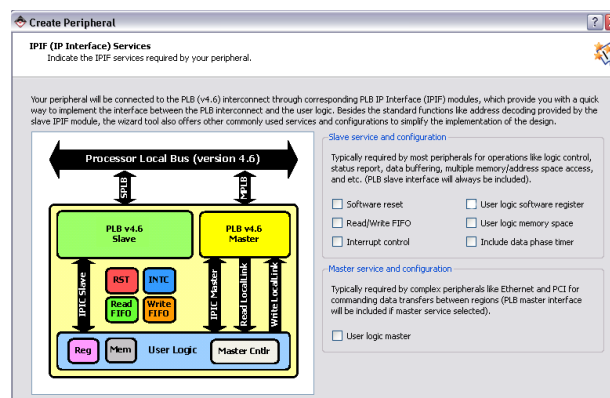 Create Peripheral
?
IPIF (IP Interface) Services
Indicate the IPIF services required by your peripheral.
Your peripheral will be connected to the PLB (v4.6) interconnect through corresponding PLB IP Interface (IPIF) modules, which provide you with a quick
way to implement the interface between the PLB interconnect and the user logic. Besides the standard functions like address decoding provided by the
slave IPIF module, the wizard tool also offers other commonly used services and configurations to simplify the implementation of the design.
Processor Local Bus (version 4.6)
SPLB
MPLB
PLB v4.6
Slave
PLB v4.6
Master
IPIC Slave
RST
INTC
Read
FIFO
Write
FIFO
IPIC Master
Read LocalLink
Write LocalLink
Reg
Mem
User Logic
Master Cntlr
Slave service and configuration
Typically required by most peripherals for operations like logic control,
status report, data buffering, multiple memory/address space access,
and etc. (PLB slave interface will always be included).
Software reset
User logic software register
Read/Write FIFO
User logic memory space
Interrupt control
Include data phase timer
Master service and configuration
Typically required by complex peripherals like Ethernet and PCI for
commanding data transfers between regions (PLB master interface
will be included if master service selected).
User logic master